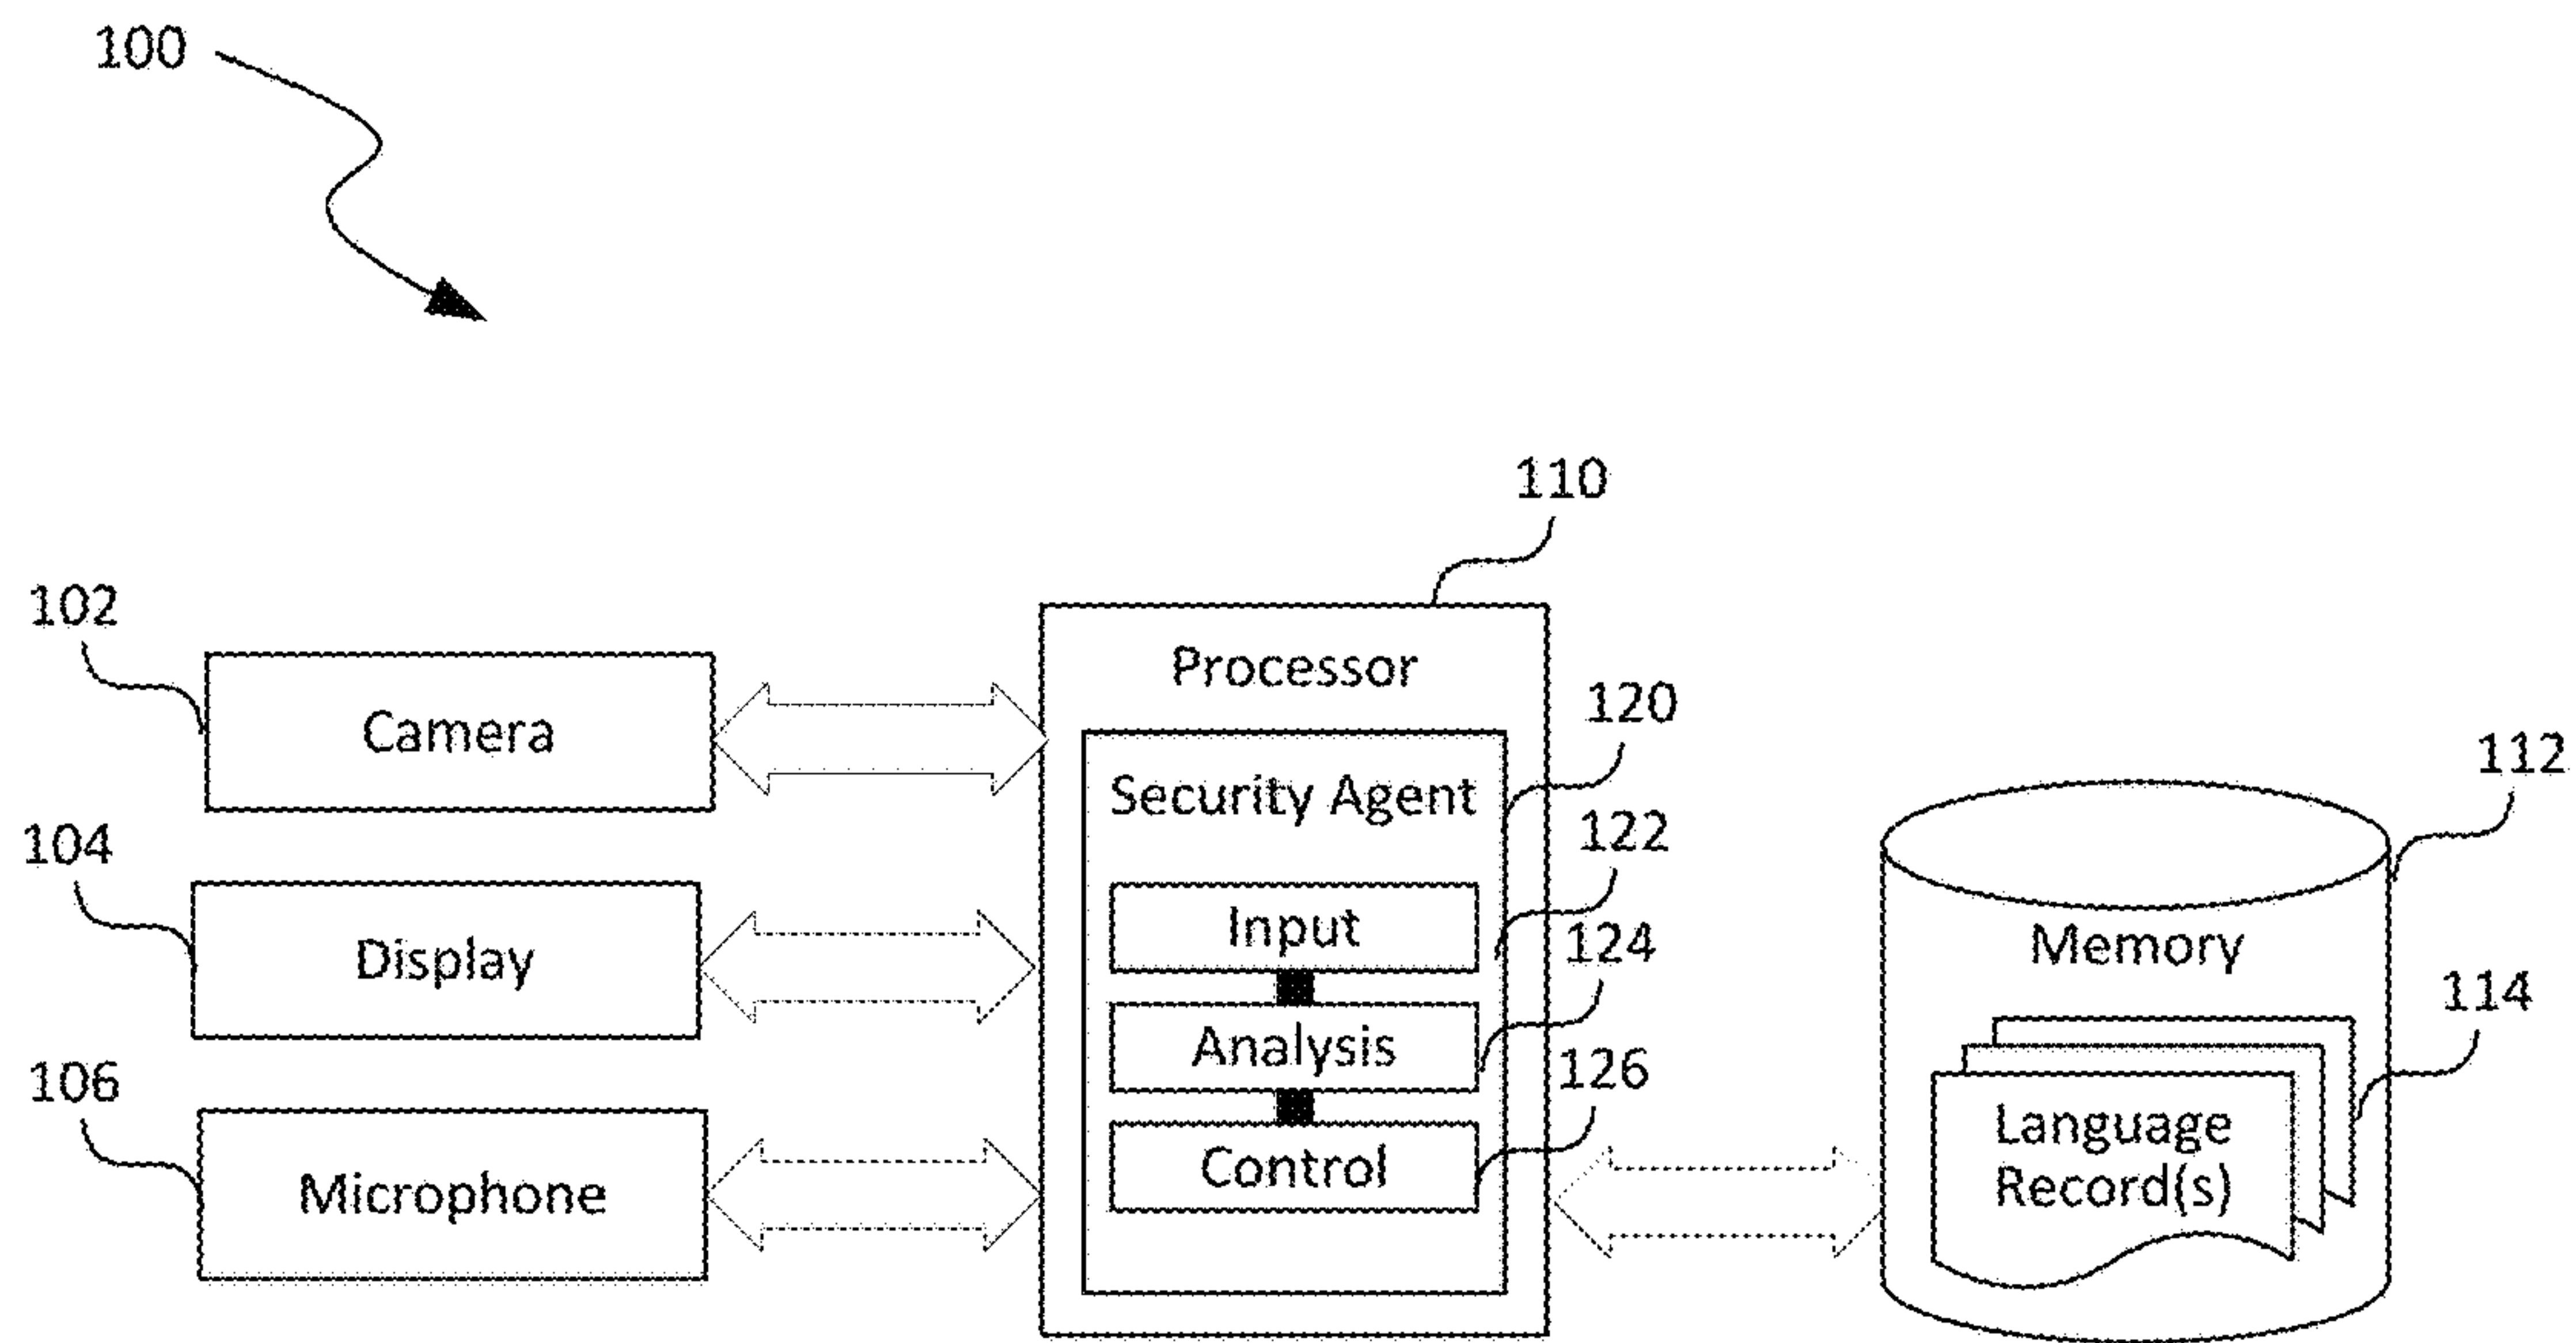 100
110
102
Processor
120
Camera
Security Agent
112
104
122
Input
124
Memory
Display
114
Analysis
106
126
Language
Record(s)
Control
Microphone